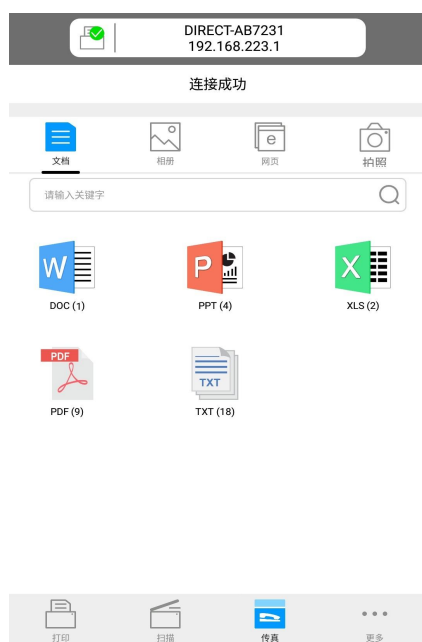 DIRECT-AB7231
192.168.223.1
连接成功
e
文档 相册 网页 拍照
请输入关键字
W P X
DOC (1) PPT (4) XLS (2)
PDF
TXT
PDF (9) TXT (18)
打印 扫描 传真 更多